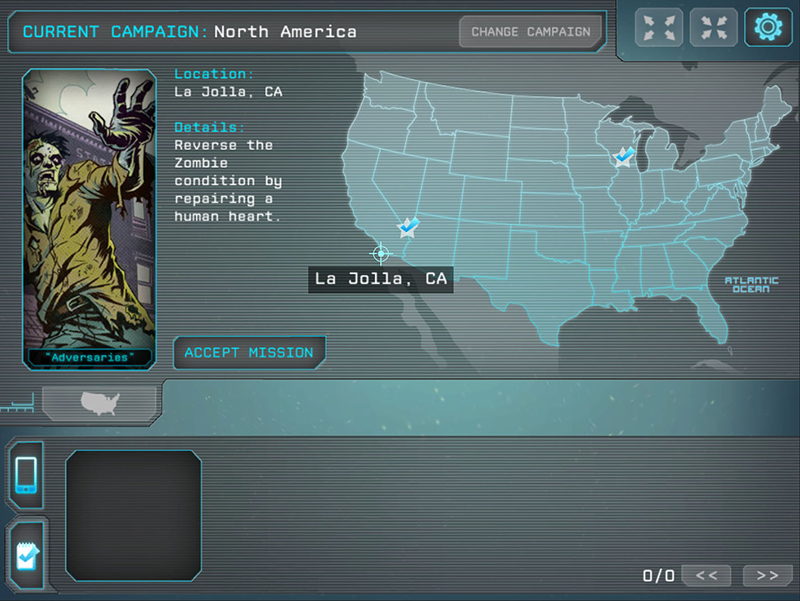 CURRENT CAMPAIGN: North America
CHANGE CAMPAIGN
Location:
La Jolla, CA
Details:
Reverse the
Zombie
condition by
repairing a
human heart.
La Jolla, CA
ATLANTIC
OCEAN
"Adversaries"
ACCEPT MISSION
0/0
<<
>>